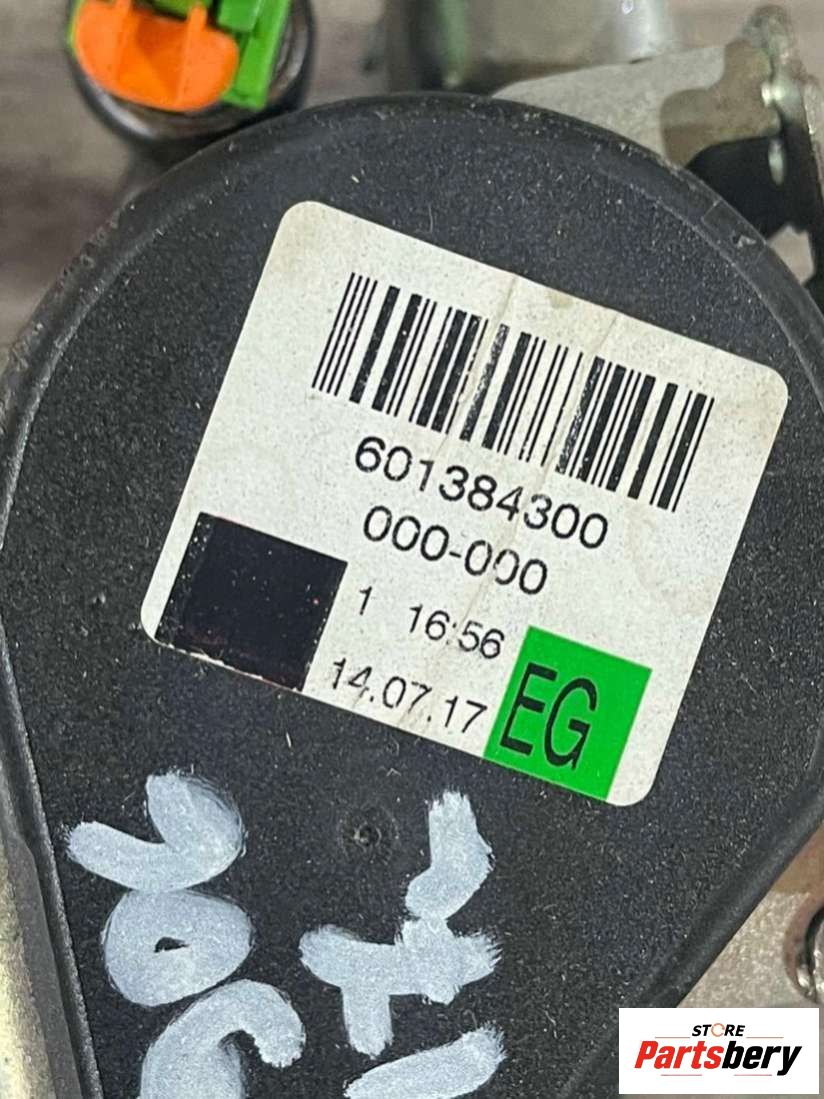 601384300
000-000
1 16:56
14.07.17
EG
STORE
Partsbery